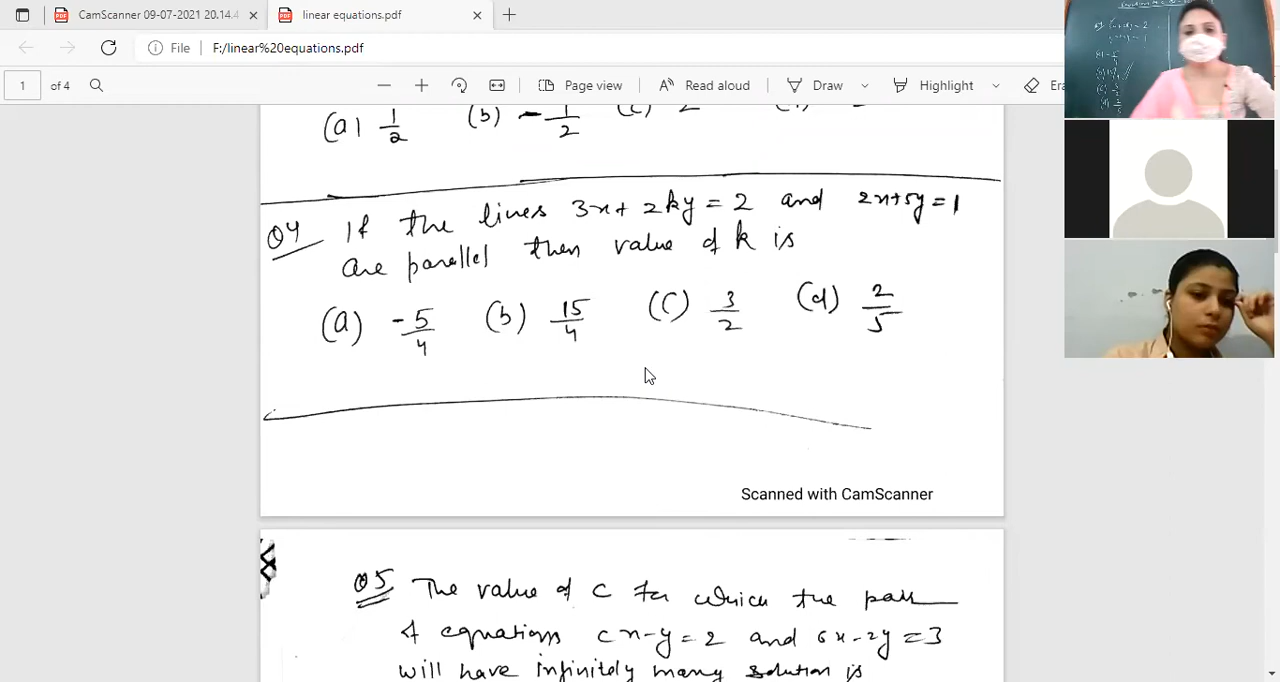 CamScanner 09-07-2021 20.14.4
linear equations.pdf
File F:/linear%20equations.pdf
1 of 4
Page view
Read aloud
Draw
Highlight
Era
(a) 1/2 (b) -1/2 (c) 2
Q4 If the lines 3x + 2ky = 2 and 2x+5y=1
are parallel then value of k is
(a) -5/4 (b) 15/4 (c) 3/2 (d) 2/5
Scanned with CamScanner
Q5 The value of c for which the pair
of equations cx-y=2 and 6x-2y=3
will have infinitely many solution is